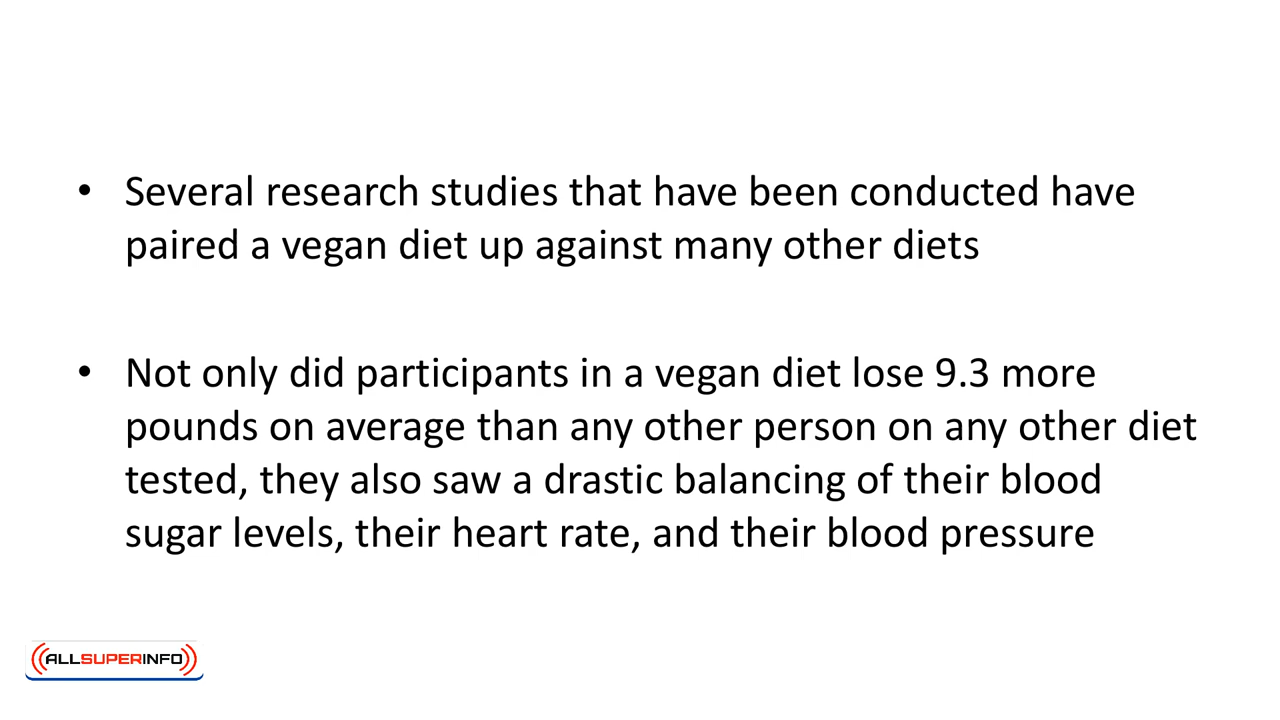 • Several research studies that have been conducted have
paired a vegan diet up against many other diets
• Not only did participants in a vegan diet lose 9.3 more
pounds on average than any other person on any other diet
tested, they also saw a drastic balancing of their blood
sugar levels, their heart rate, and their blood pressure
ALLSUPERINFO